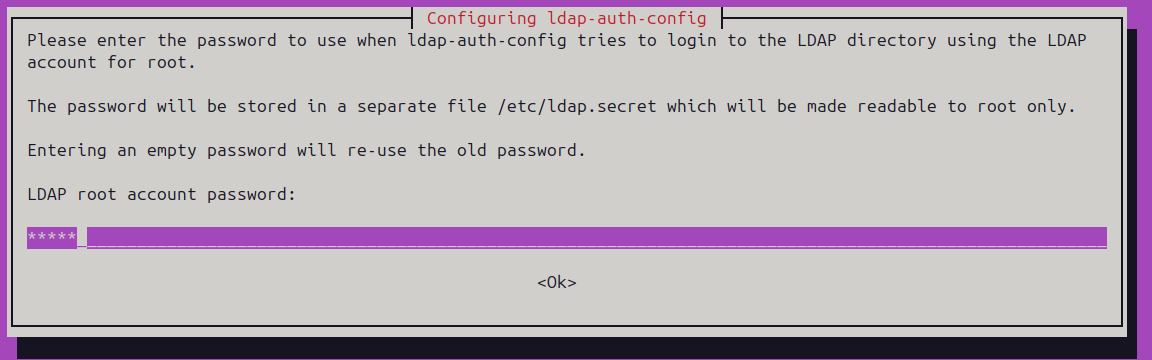 Configuring ldap-auth-config
Please enter the password to use when ldap-auth-config tries to login to the LDAP directory using the LDAP
account for root.
The password will be stored in a separate file /etc/ldap.secret which will be made readable to root only.
Entering an empty password will re-use the old password.
LDAP root account password:
*****
<Ok>